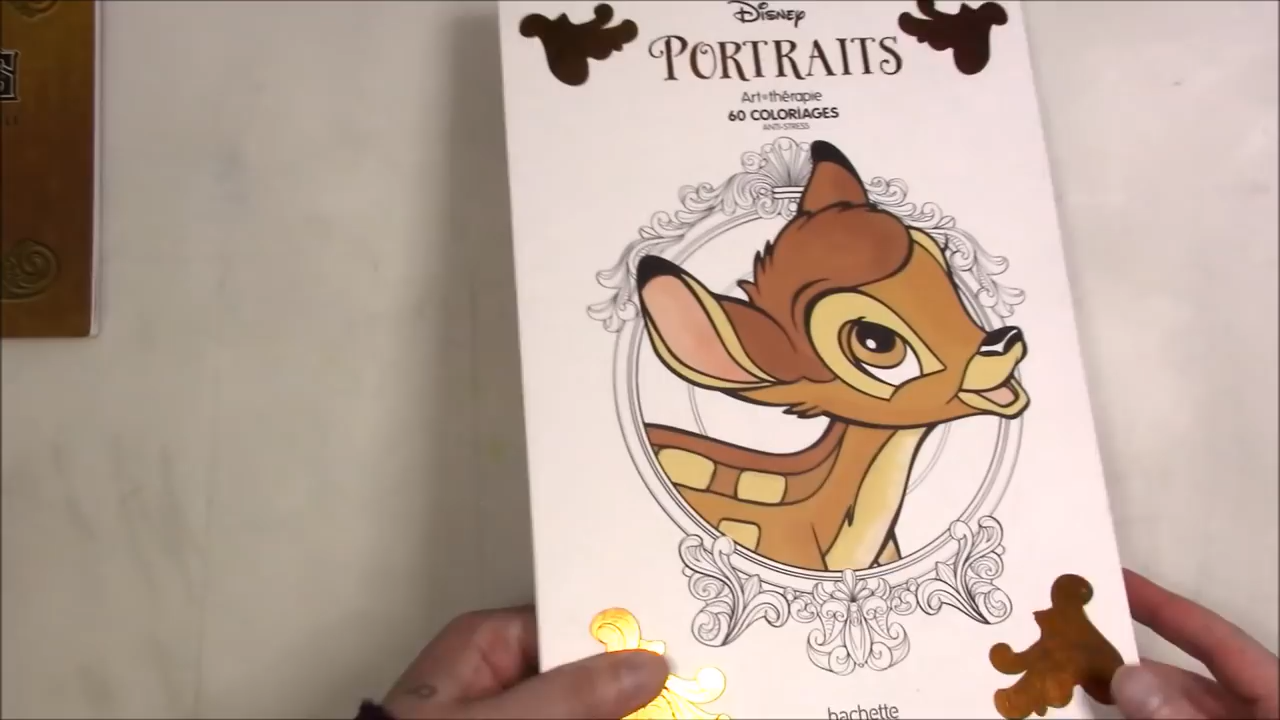 Disney
PORTRAITS
Art-thérapie
60 COLORIAGES
ANTI-STRESS
hachette